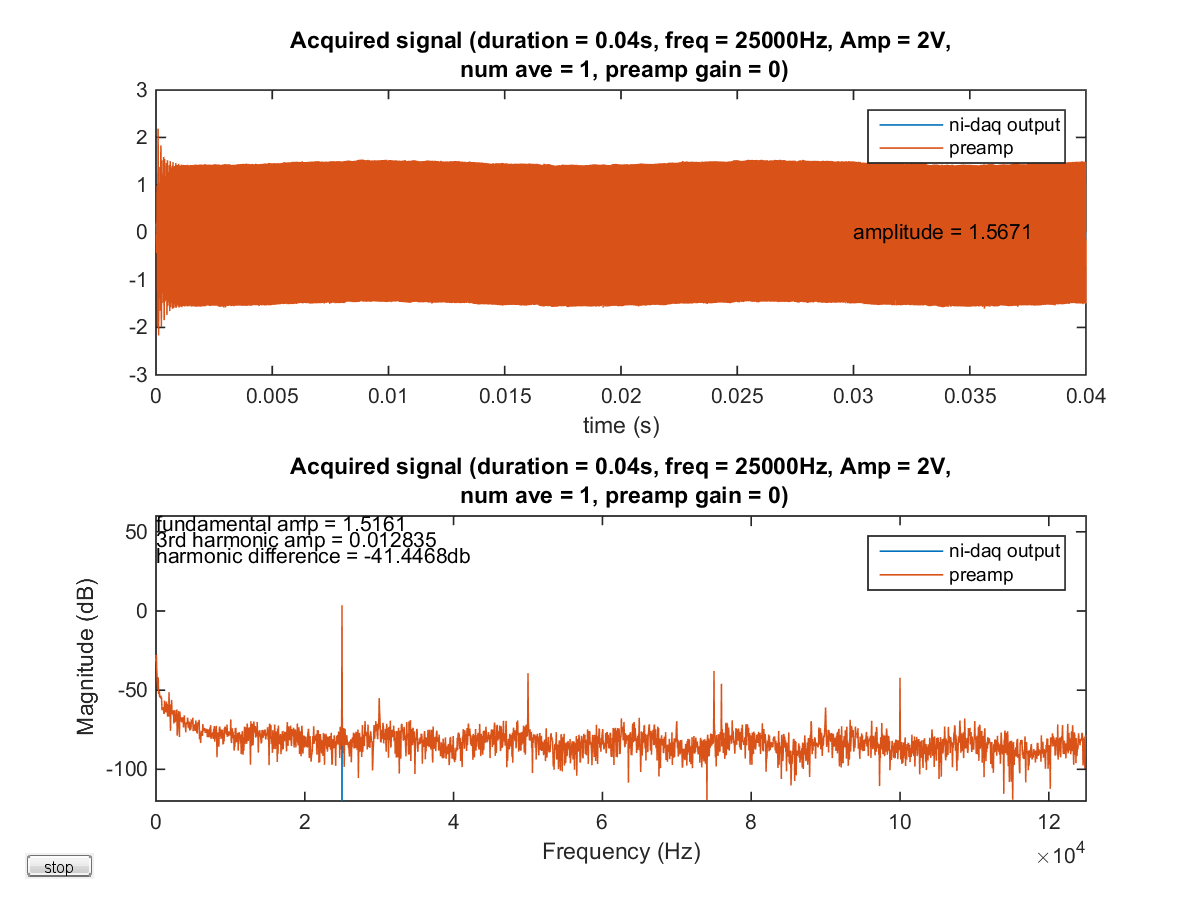 Acquired signal (duration = 0.04s, freq = 25000Hz, Amp = 2V,
num ave = 1, preamp gain = 0)
3
2
1
0
-1
-2
-3
ni-daq output
preamp
amplitude = 1.5671
0 0.005 0.01 0.015 0.02 0.025 0.03 0.035 0.04
time (s)
Acquired signal (duration = 0.04s, freq = 25000Hz, Amp = 2V,
num ave = 1, preamp gain = 0)
fundamental amp = 1.5161
3rd harmonic amp = 0.012835
harmonic difference = -41.4468db
ni-daq output
preamp
50
0
-50
-100
Magnitude (dB)
0 2 4 6 8 10 12
Frequency (Hz)
×10⁴
stop